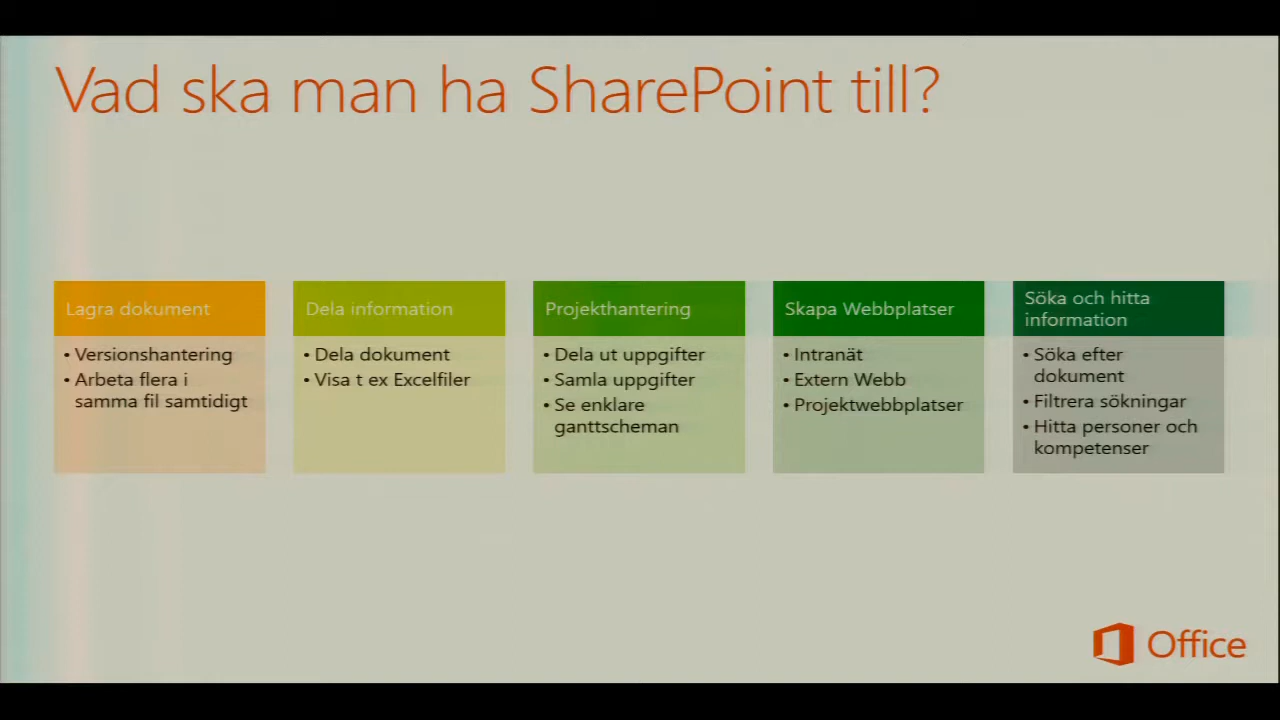 Vad ska man ha SharePoint till?
Lagra dokument
• Versionshantering
• Arbeta flera i
samma fil samtidigt
Dela information
• Dela dokument
• Visa t ex Excelfiler
Projekthantering
• Dela ut uppgifter
• Samla uppgifter
• Se enklare
ganttscheman
Skapa Webbplatser
• Intranät
• Extern Webb
• Projektwebbplatser
Söka och hitta
information
• Söka efter
dokument
• Filtrera sökningar
• Hitta personer och
kompetenser
Office